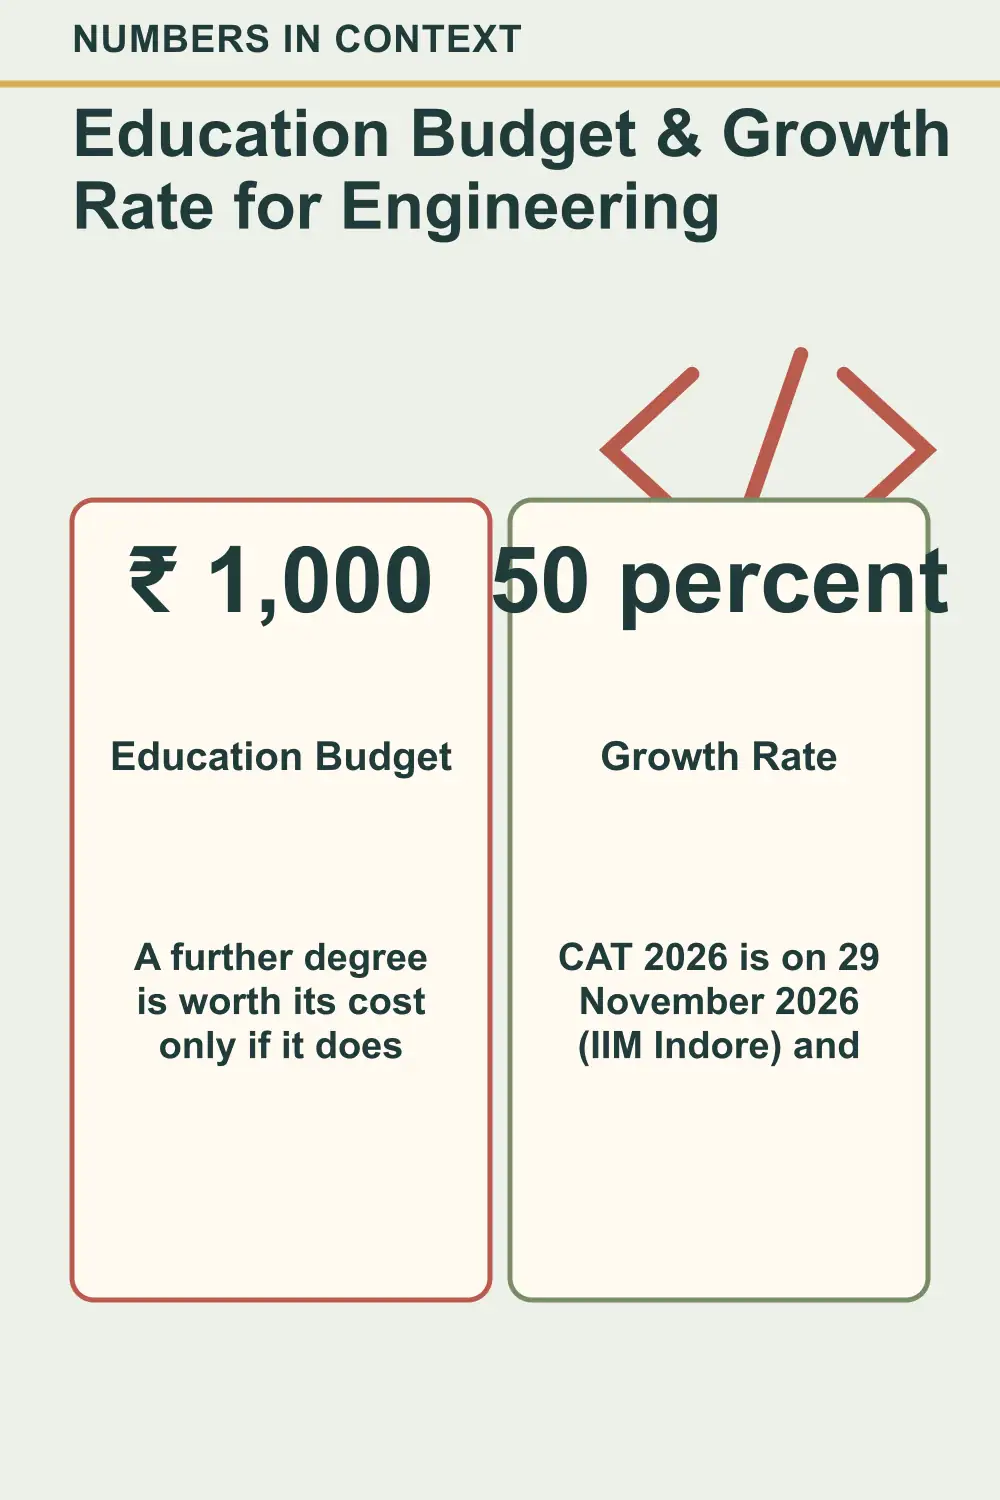 NUMBERS IN CONTEXT
Education Budget & Growth
Rate for Engineering
₹ 1,000
Education Budget
A further degree
is worth its cost
only if it does
50 percent
Growth Rate
CAT 2026 is on 29
November 2026
(IIM Indore) and